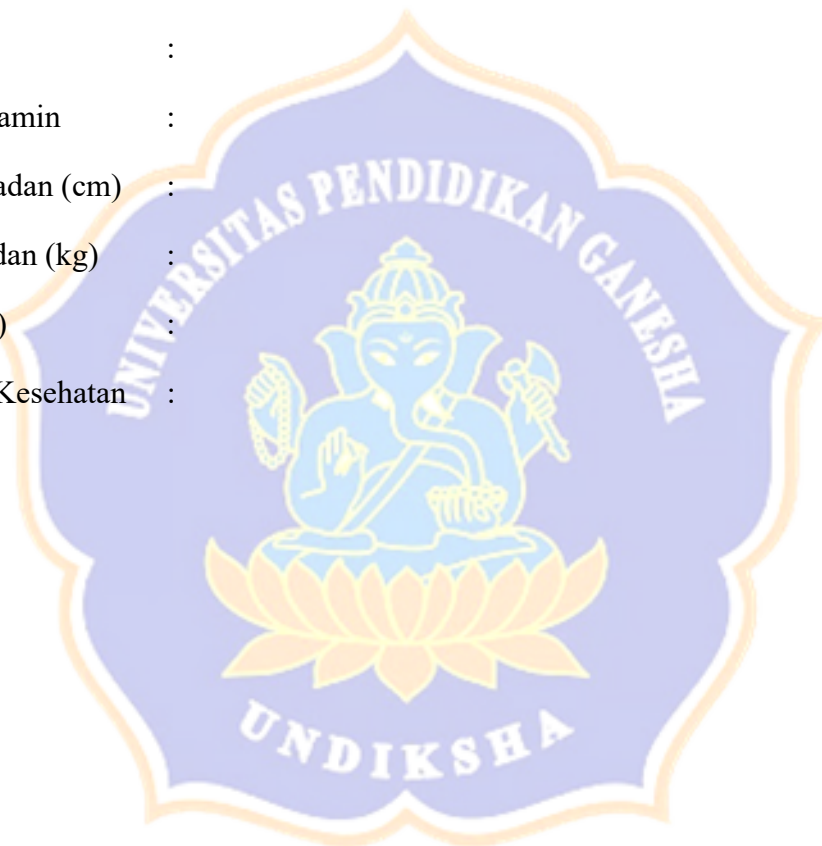 :
amin :
adan (cm) :
dan (kg) :
) :
Kesehatan :
UNIVERSITAS PENDIDIKAN GANESHA
UNDIKSHA